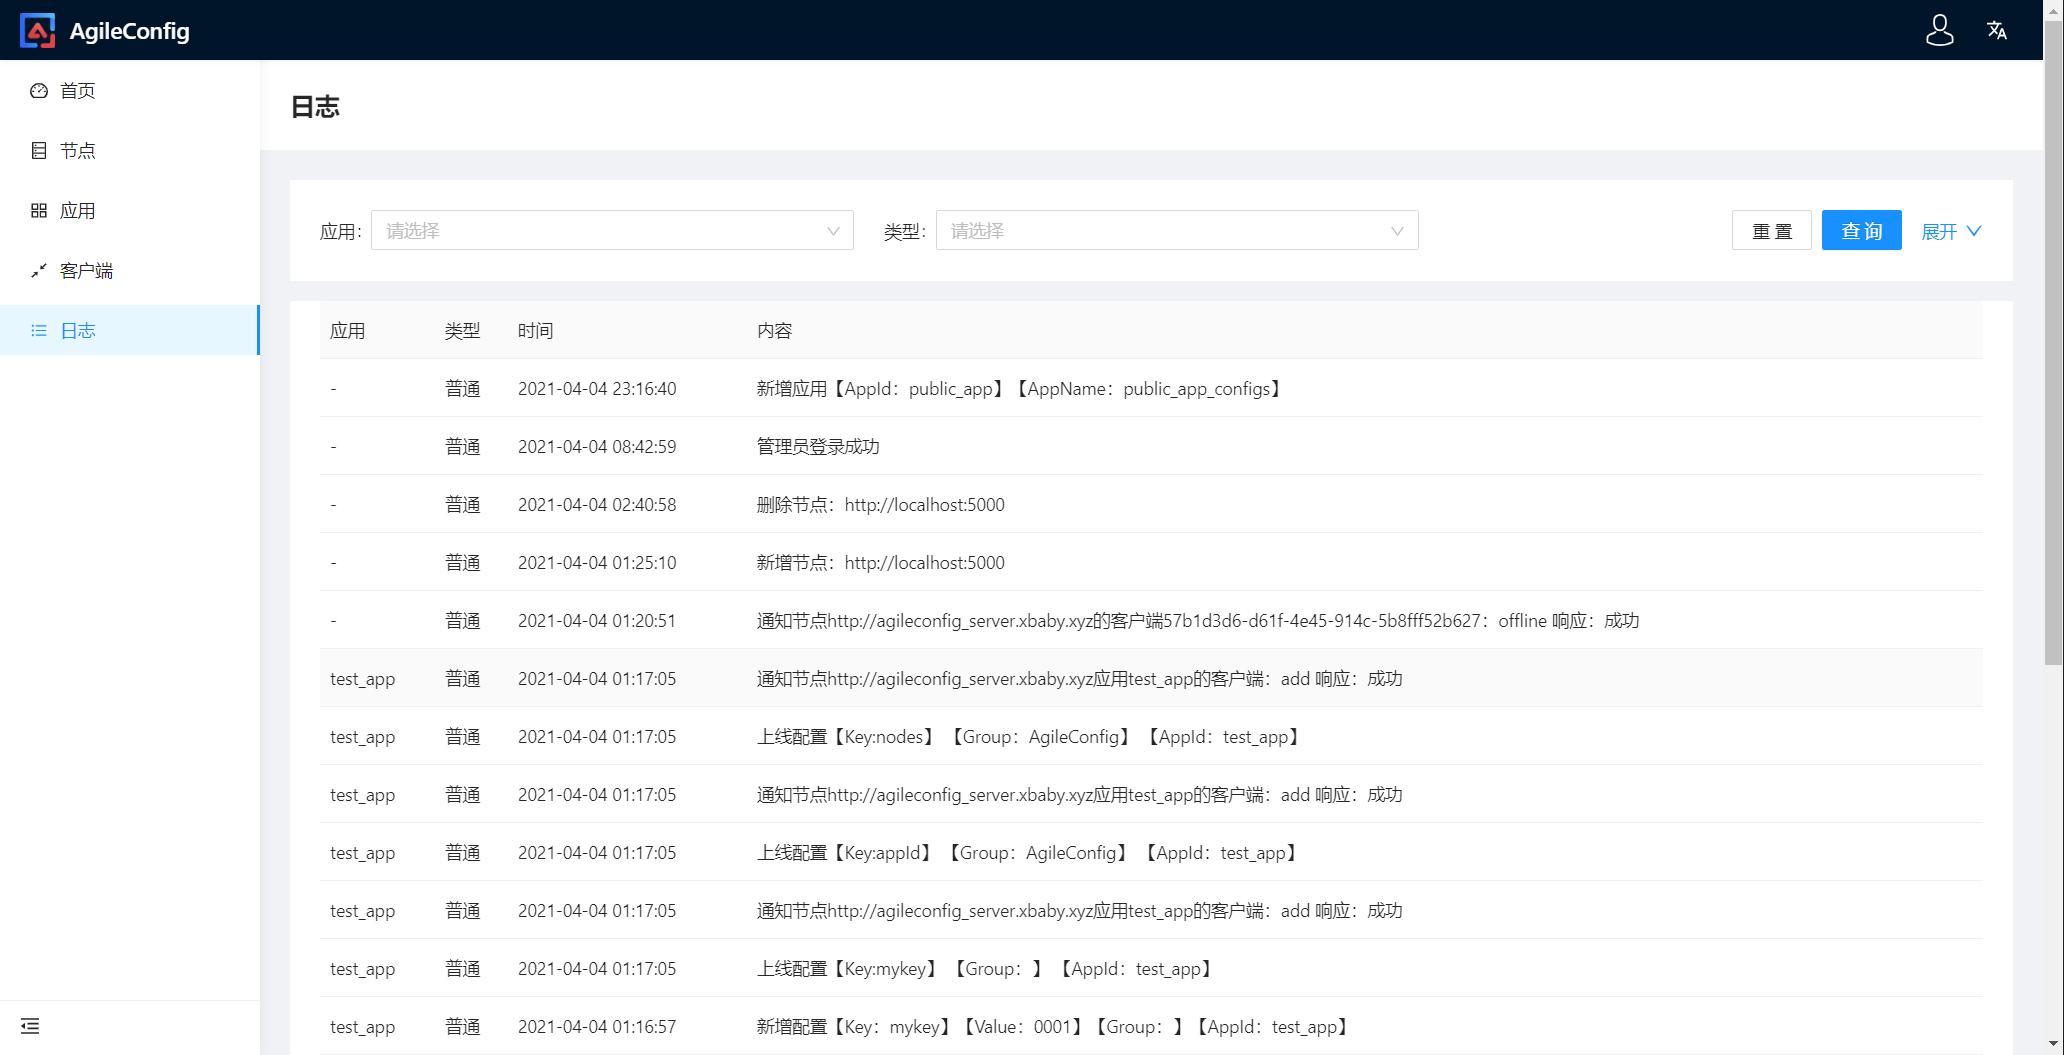 AgileConfig
首页
节点
应用
客户端
日志
日志
应用: 请选择 类型: 请选择 重 置 查 询 展开
应用 类型 时间 内容
- 普通 2021-04-04 23:16:40 新增应用【AppId：public_app】【AppName：public_app_configs】
- 普通 2021-04-04 08:42:59 管理员登录成功
- 普通 2021-04-04 02:40:58 删除节点：http://localhost:5000
- 普通 2021-04-04 01:25:10 新增节点：http://localhost:5000
- 普通 2021-04-04 01:20:51 通知节点http://agileconfig_server.xbaby.xyz的客户端57b1d3d6-d61f-4e45-914c-5b8fff52b627：offline 响应：成功
test_app 普通 2021-04-04 01:17:05 通知节点http://agileconfig_server.xbaby.xyz应用test_app的客户端：add 响应：成功
test_app 普通 2021-04-04 01:17:05 上线配置【Key:nodes】 【Group：AgileConfig】 【AppId：test_app】
test_app 普通 2021-04-04 01:17:05 通知节点http://agileconfig_server.xbaby.xyz应用test_app的客户端：add 响应：成功
test_app 普通 2021-04-04 01:17:05 上线配置【Key:appId】 【Group：AgileConfig】 【AppId：test_app】
test_app 普通 2021-04-04 01:17:05 通知节点http://agileconfig_server.xbaby.xyz应用test_app的客户端：add 响应：成功
test_app 普通 2021-04-04 01:17:05 上线配置【Key:mykey】 【Group：】 【AppId：test_app】
test_app 普通 2021-04-04 01:16:57 新增配置【Key：mykey】【Value：0001】【Group：】【AppId：test_app】